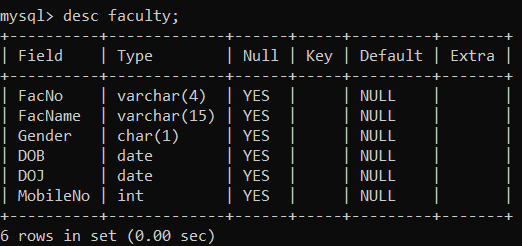 mysql> desc faculty;
+----------+-------------+------+-----+---------+-------+
| Field    | Type        | Null | Key | Default | Extra |
+----------+-------------+------+-----+---------+-------+
| FacNo    | varchar(4)  | YES  |     | NULL    |       |
| FacName  | varchar(15) | YES  |     | NULL    |       |
| Gender   | char(1)     | YES  |     | NULL    |       |
| DOB      | date        | YES  |     | NULL    |       |
| DOJ      | date        | YES  |     | NULL    |       |
| MobileNo | int         | YES  |     | NULL    |       |
+----------+-------------+------+-----+---------+-------+
6 rows in set (0.00 sec)